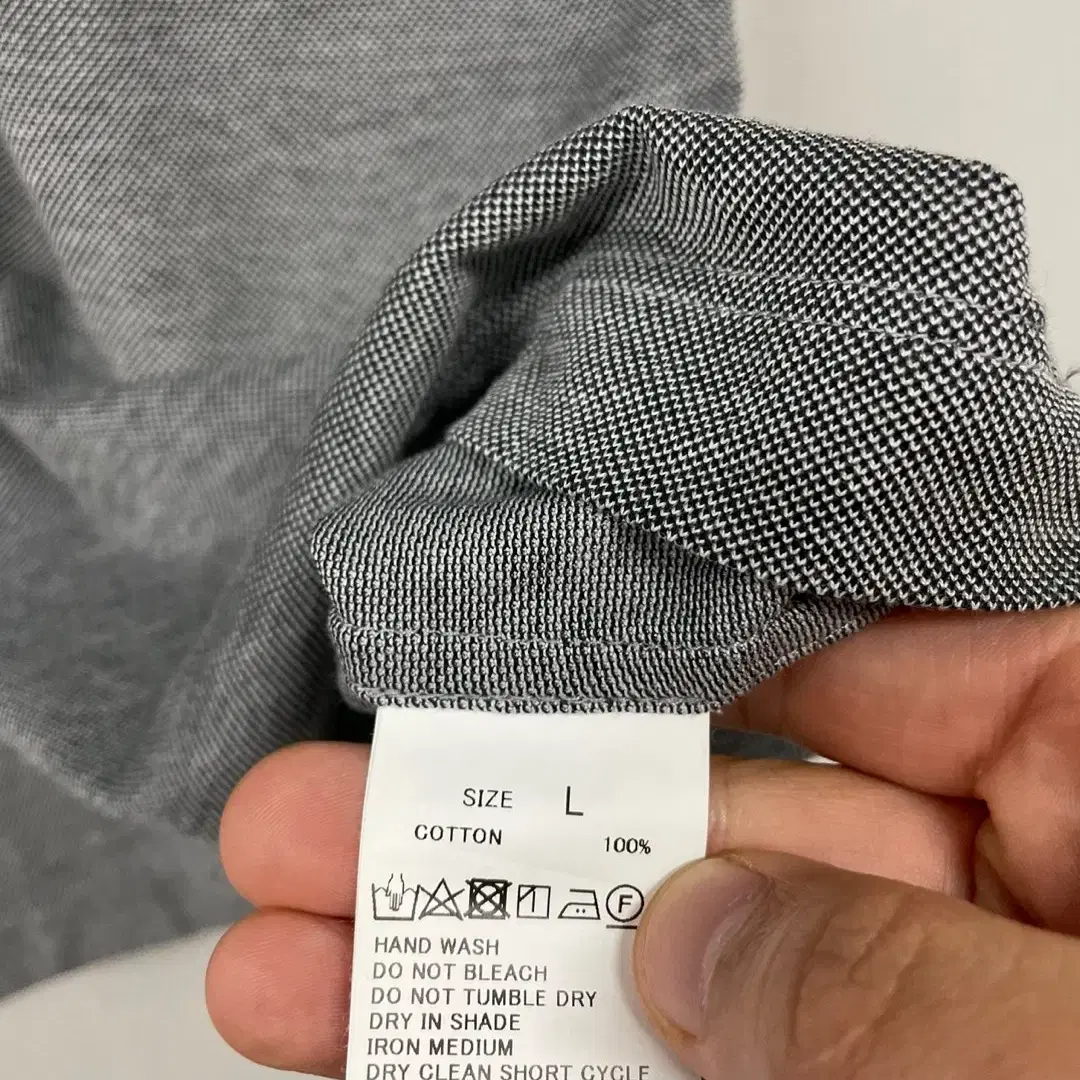 SIZE L
COTTON 100%
F
HAND WASH
DO NOT BLEACH
DO NOT TUMBLE DRY
DRY IN SHADE
IRON MEDIUM
DRY CLEAN SHORT CYCLE